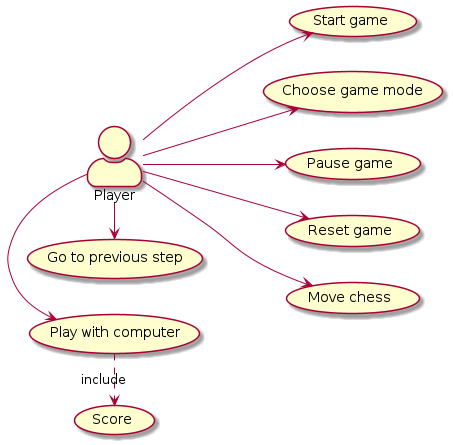 Start game
Choose game mode
Pause game
Player
Reset game
Go to previous step
Move chess
Play with computer
include
Score